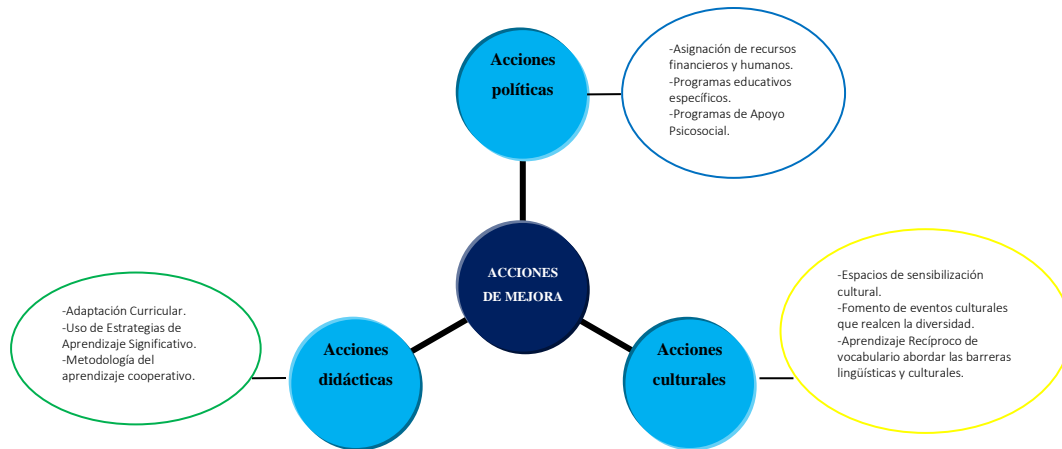 Acciones
políticas
-Asignación de recursos
financieros y humanos.
-Programas educativos
específicos.
-Programas de Apoyo
Psicosocial.
ACCIONES
DE MEJORA
-Adaptación Curricular.
-Uso de Estrategias de
Aprendizaje Significativo.
-Metodología del
aprendizaje cooperativo.
Acciones
didácticas
Acciones
culturales
-Espacios de sensibilización
cultural.
-Fomento de eventos culturales
que realcen la diversidad.
-Aprendizaje Recíproco de
vocabulario abordar las barreras
lingüísticas y culturales.